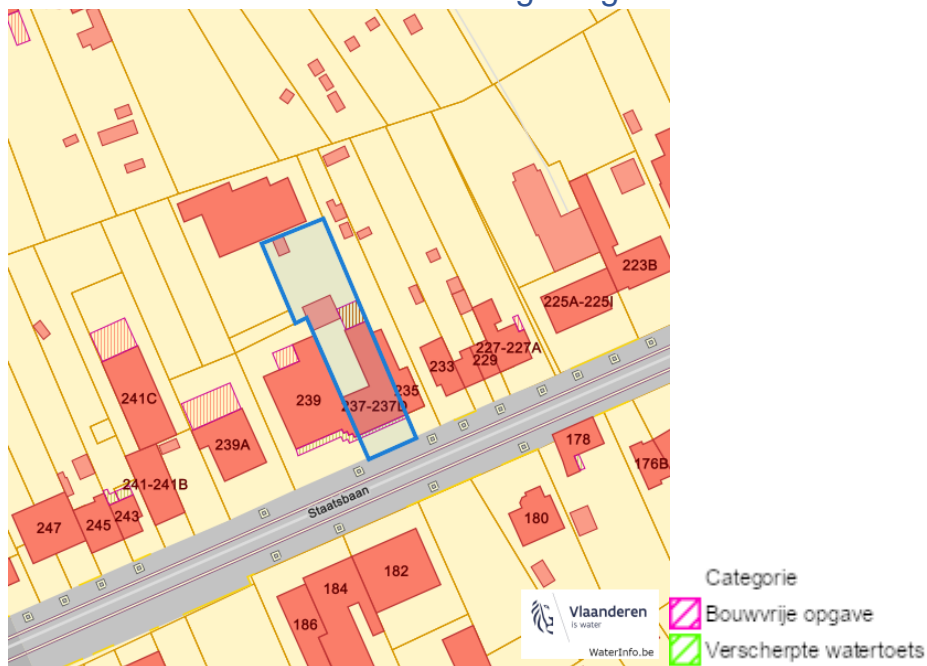 223B
225A-225I
227-227A
233
229
235
239
237-237D
241C
239A
241-241B
247
245
243
Staatsbaan
178
176B
180
182
184
186
Vlaanderen
is water
WaterInfo.be
Categorie
Bouwvrije opgave
Verscherpte watertoets